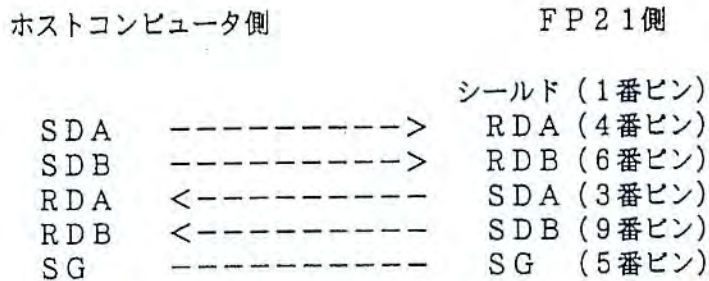 ホストコンピュータ側 FP21側
シールド(1番ピン)
SDA ---------> RDA(4番ピン)
SDB ---------> RDB(6番ピン)
RDA <--------- SDA(3番ピン)
RDB <--------- SDB(9番ピン)
SG ---------- SG (5番ピン)